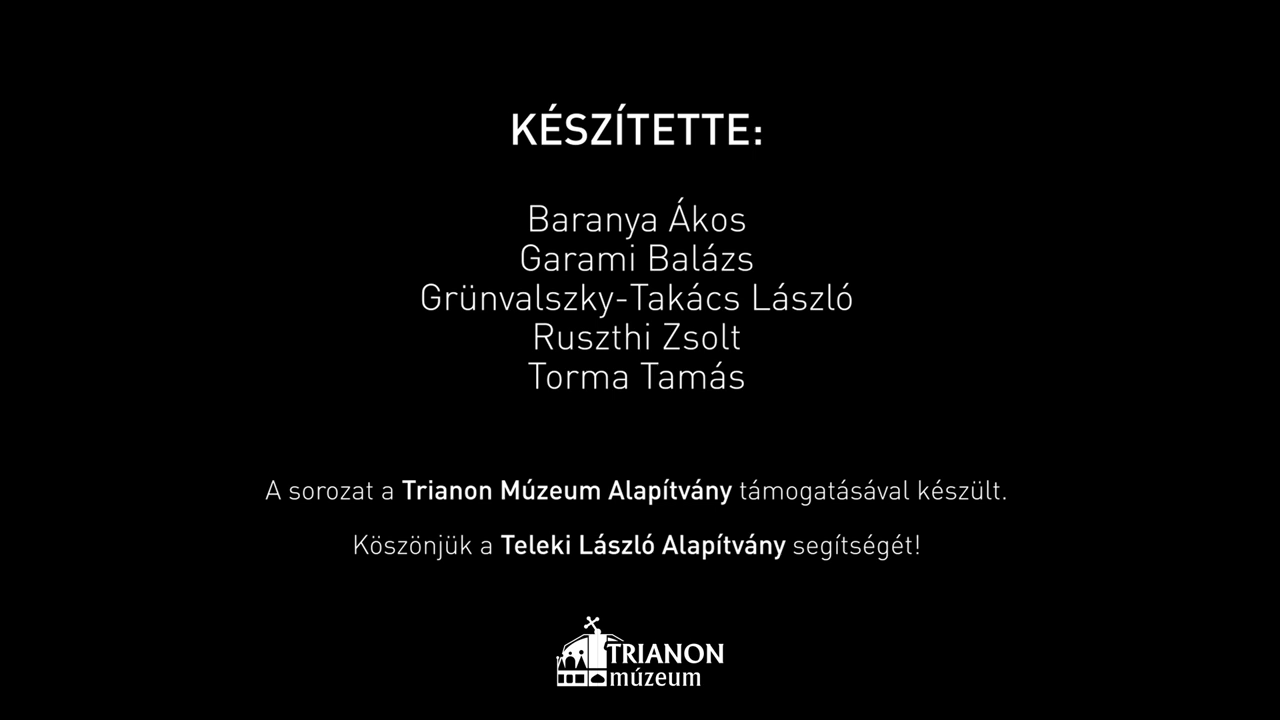 KÉSZÍTETTE:
Baranya Ákos
Garami Balázs
Grünvalszky-Takács László
Ruszthi Zsolt
Torma Tamás
A sorozat a Trianon Múzeum Alapítvány támogatásával készült.
Köszönjük a Teleki László Alapítvány segítségét!
TRIANON
múzeum